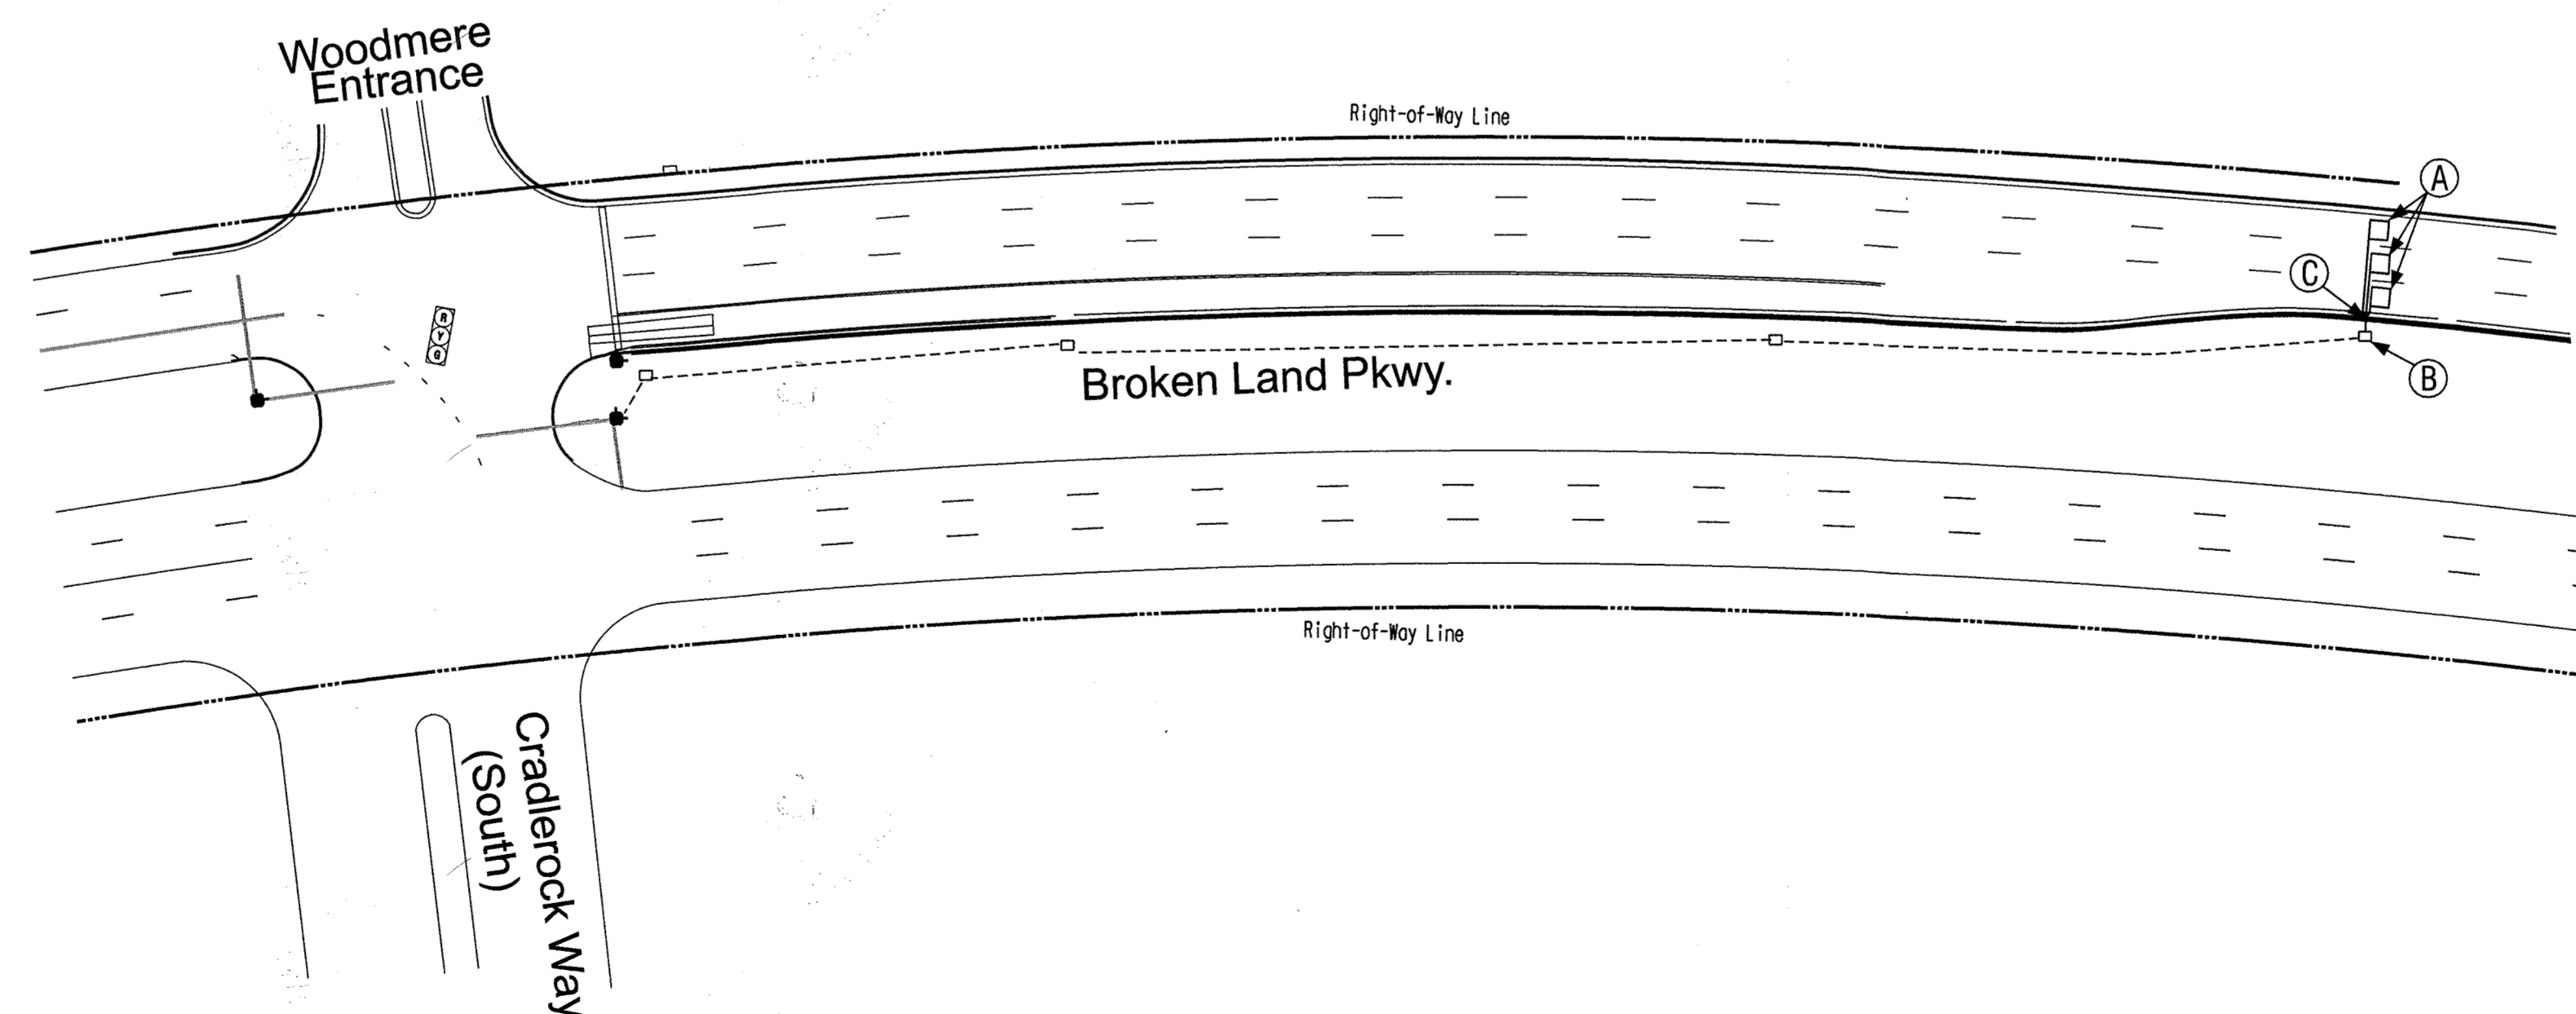 Woodmere
Entrance
Right-of-Way Line
A
C
R
Y
G
B
Broken Land Pkwy.
Right-of-Way Line
Cradlerock Way
(South)